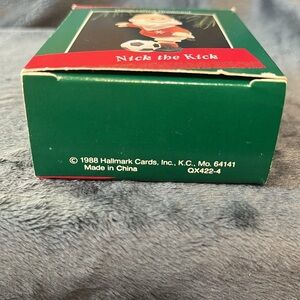 Nick the Kick
© 1988 Hallmark Cards, Inc., K.C., Mo. 64141
Made in China
QX422-4